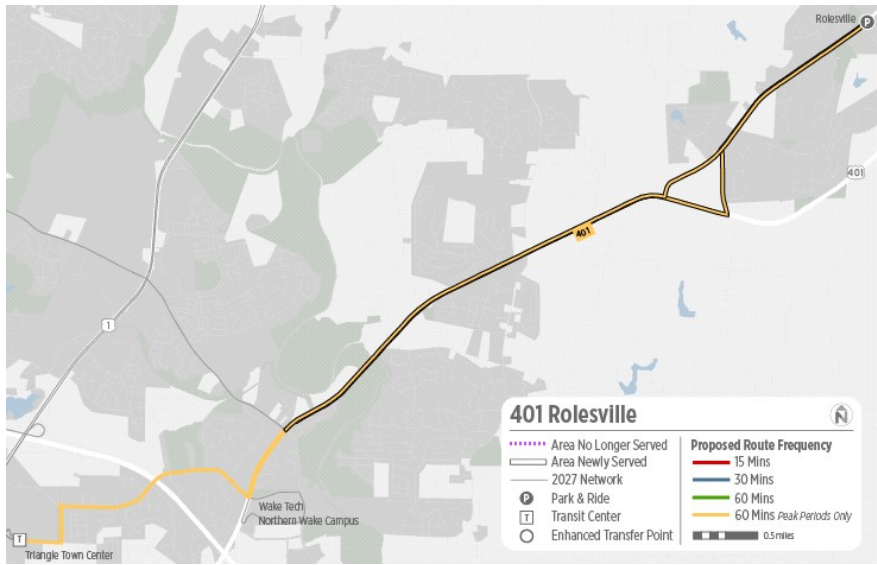 Rolesville
P
401
401
1
401 Rolesville
N
Area No Longer Served
Area Newly Served
2027 Network
P Park & Ride
T Transit Center
Enhanced Transfer Point
Proposed Route Frequency
15 Mins
30 Mins
60 Mins
60 Mins Peak Periods Only
0.5 miles
Wake Tech
Northern Wake Campus
T
Triangle Town Center